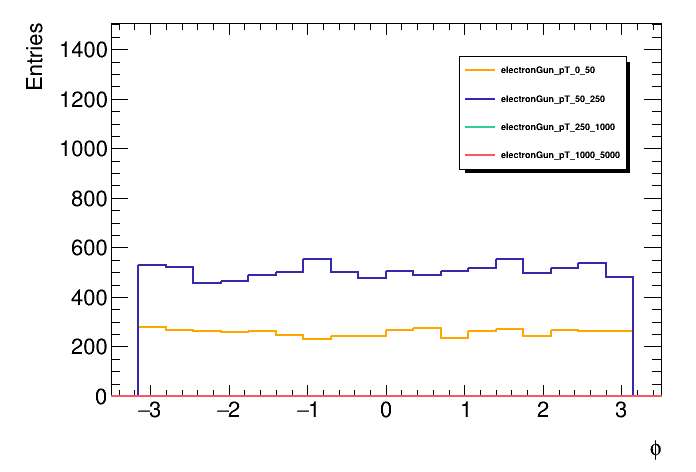 Entries
1400
1200
1000
800
600
400
200
0
−3 −2 −1 0 1 2 3
ϕ
electronGun_pT_0_50
electronGun_pT_50_250
electronGun_pT_250_1000
electronGun_pT_1000_5000